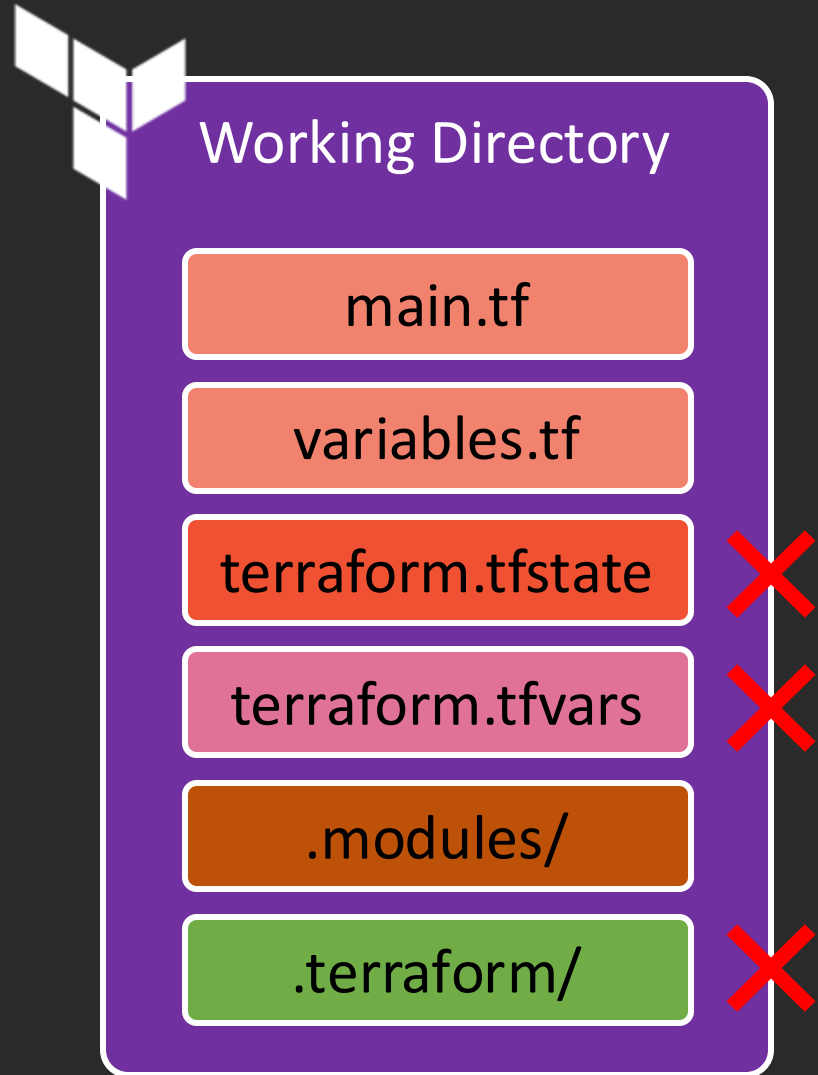 Working Directory
main.tf
variables.tf
terraform.tfstate
terraform.tfvars
.modules/
.terraform/